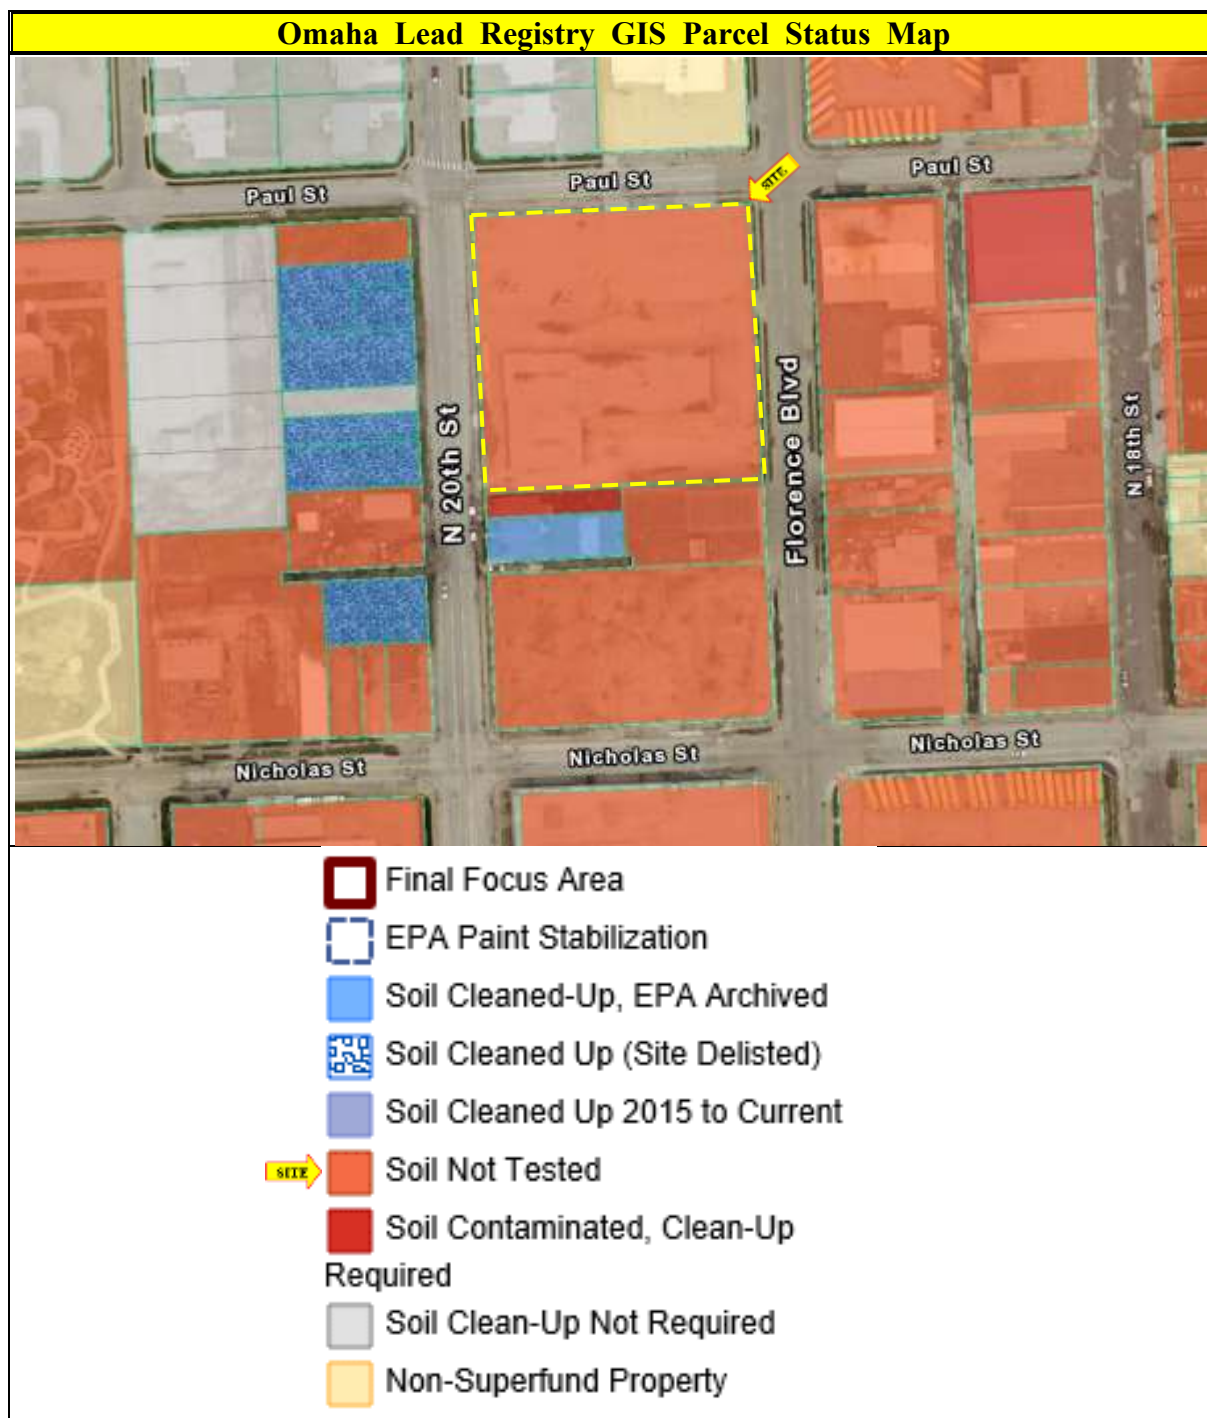 Omaha Lead Registry GIS Parcel Status Map
Paul St
Paul St
Paul St
SITE
N 20th St
Florence Blvd
N 18th St
Nicholas St
Nicholas St
Nicholas St
Final Focus Area
EPA Paint Stabilization
Soil Cleaned-Up, EPA Archived
Soil Cleaned Up (Site Delisted)
Soil Cleaned Up 2015 to Current
SITE Soil Not Tested
Soil Contaminated, Clean-Up
Required
Soil Clean-Up Not Required
Non-Superfund Property